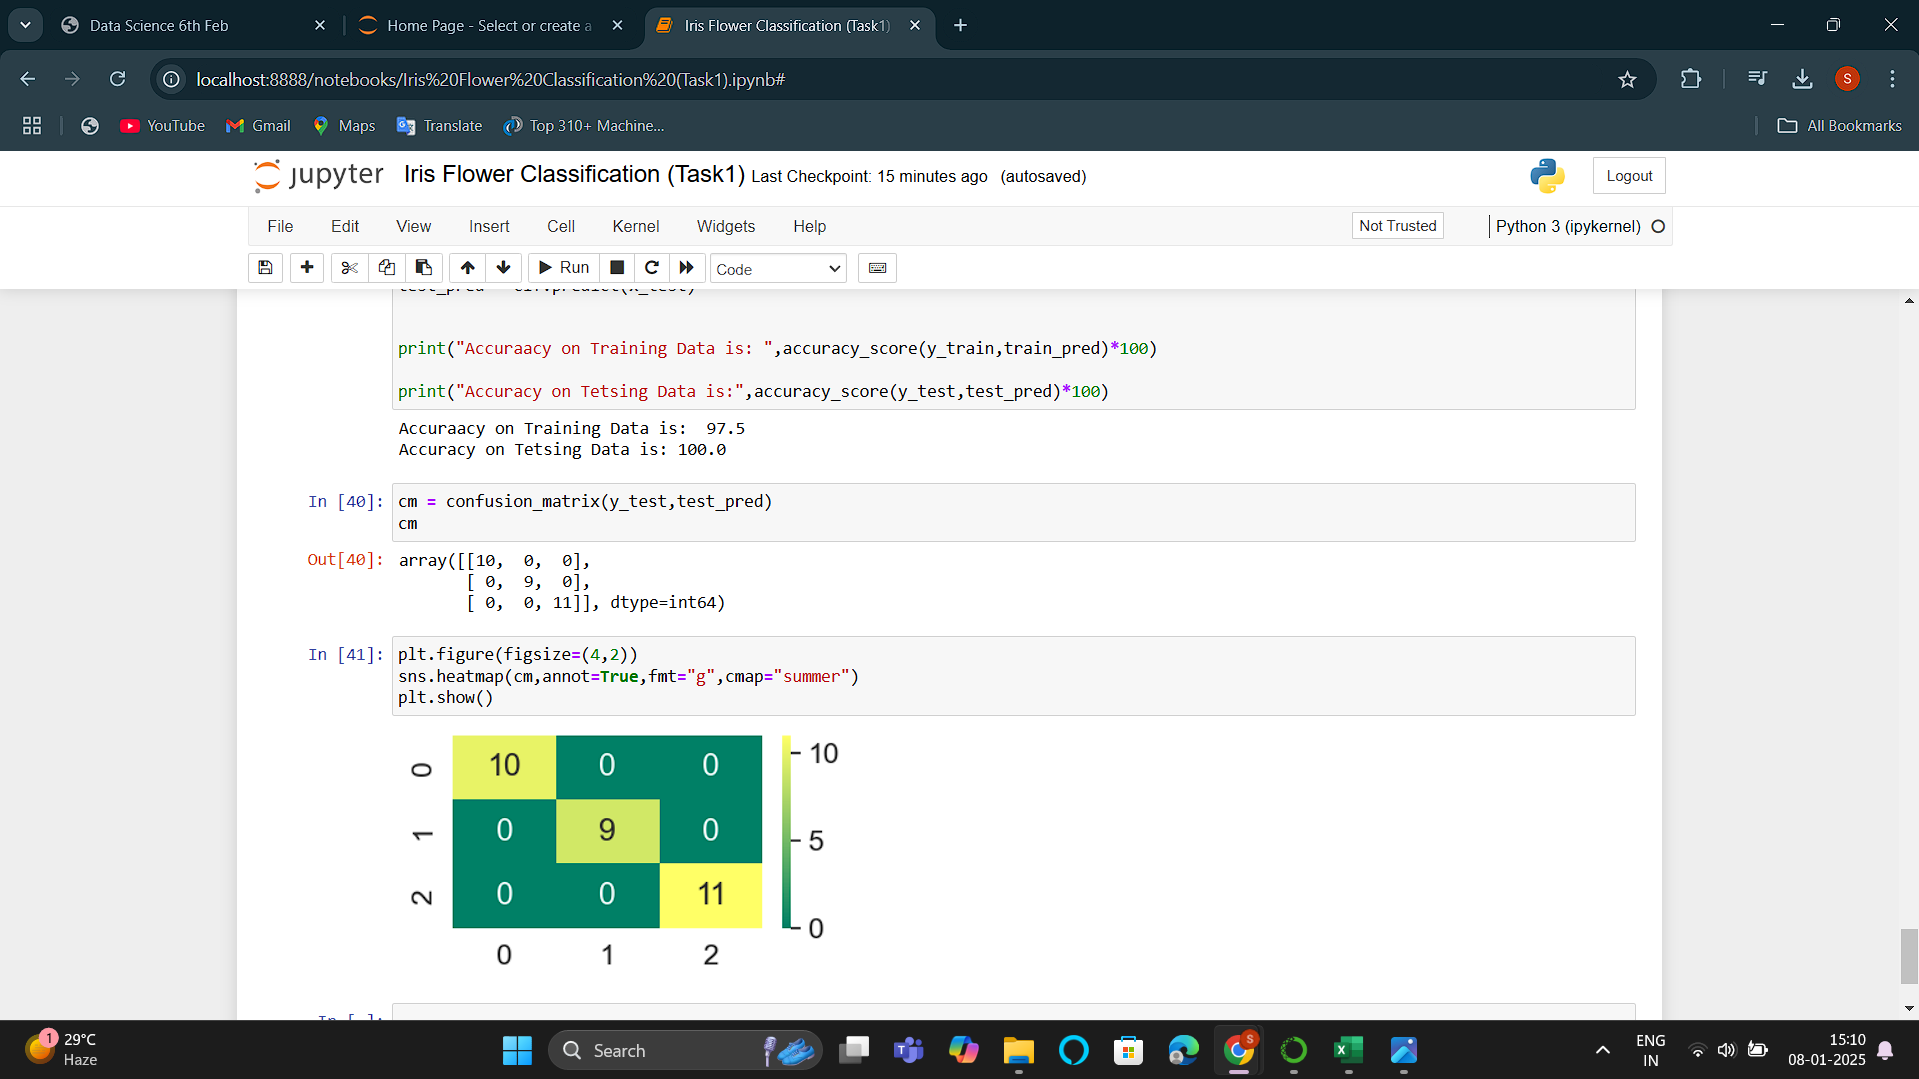 Data Science 6th Feb
Home Page - Select or create a
Iris Flower Classification (Task1)
localhost:8888/notebooks/Iris%20Flower%20Classification%20(Task1).ipynb#
S
YouTube
Gmail
Maps
Translate
Top 310+ Machine...
All Bookmarks
jupyter Iris Flower Classification (Task1) Last Checkpoint: 15 minutes ago (autosaved)
Logout
File Edit View Insert Cell Kernel Widgets Help
Not Trusted
Python 3 (ipykernel)
Run
Code
test_pred = clf.predict(x_test)
print("Accuraacy on Training Data is: ",accuracy_score(y_train,train_pred)*100)
print("Accuracy on Tetsing Data is:",accuracy_score(y_test,test_pred)*100)
Accuraacy on Training Data is:  97.5
Accuracy on Tetsing Data is: 100.0
In [40]: cm = confusion_matrix(y_test,test_pred)
cm
Out[40]: array([[10,  0,  0],
[ 0,  9,  0],
[ 0,  0, 11]], dtype=int64)
In [41]: plt.figure(figsize=(4,2))
sns.heatmap(cm,annot=True,fmt="g",cmap="summer")
plt.show()
0 10 0 0
1 0 9 0
2 0 0 11
0 1 2
10
5
0
In [ ]:
1
29°C
Haze
Search
S
ENG
IN
15:10
08-01-2025